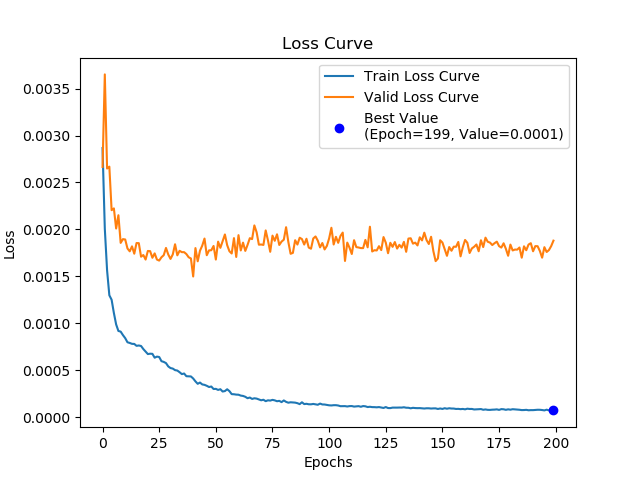 Loss Curve
Train Loss Curve
Valid Loss Curve
Best Value
(Epoch=199, Value=0.0001)
Loss
0.0035
0.0030
0.0025
0.0020
0.0015
0.0010
0.0005
0.0000
0 25 50 75 100 125 150 175 200
Epochs